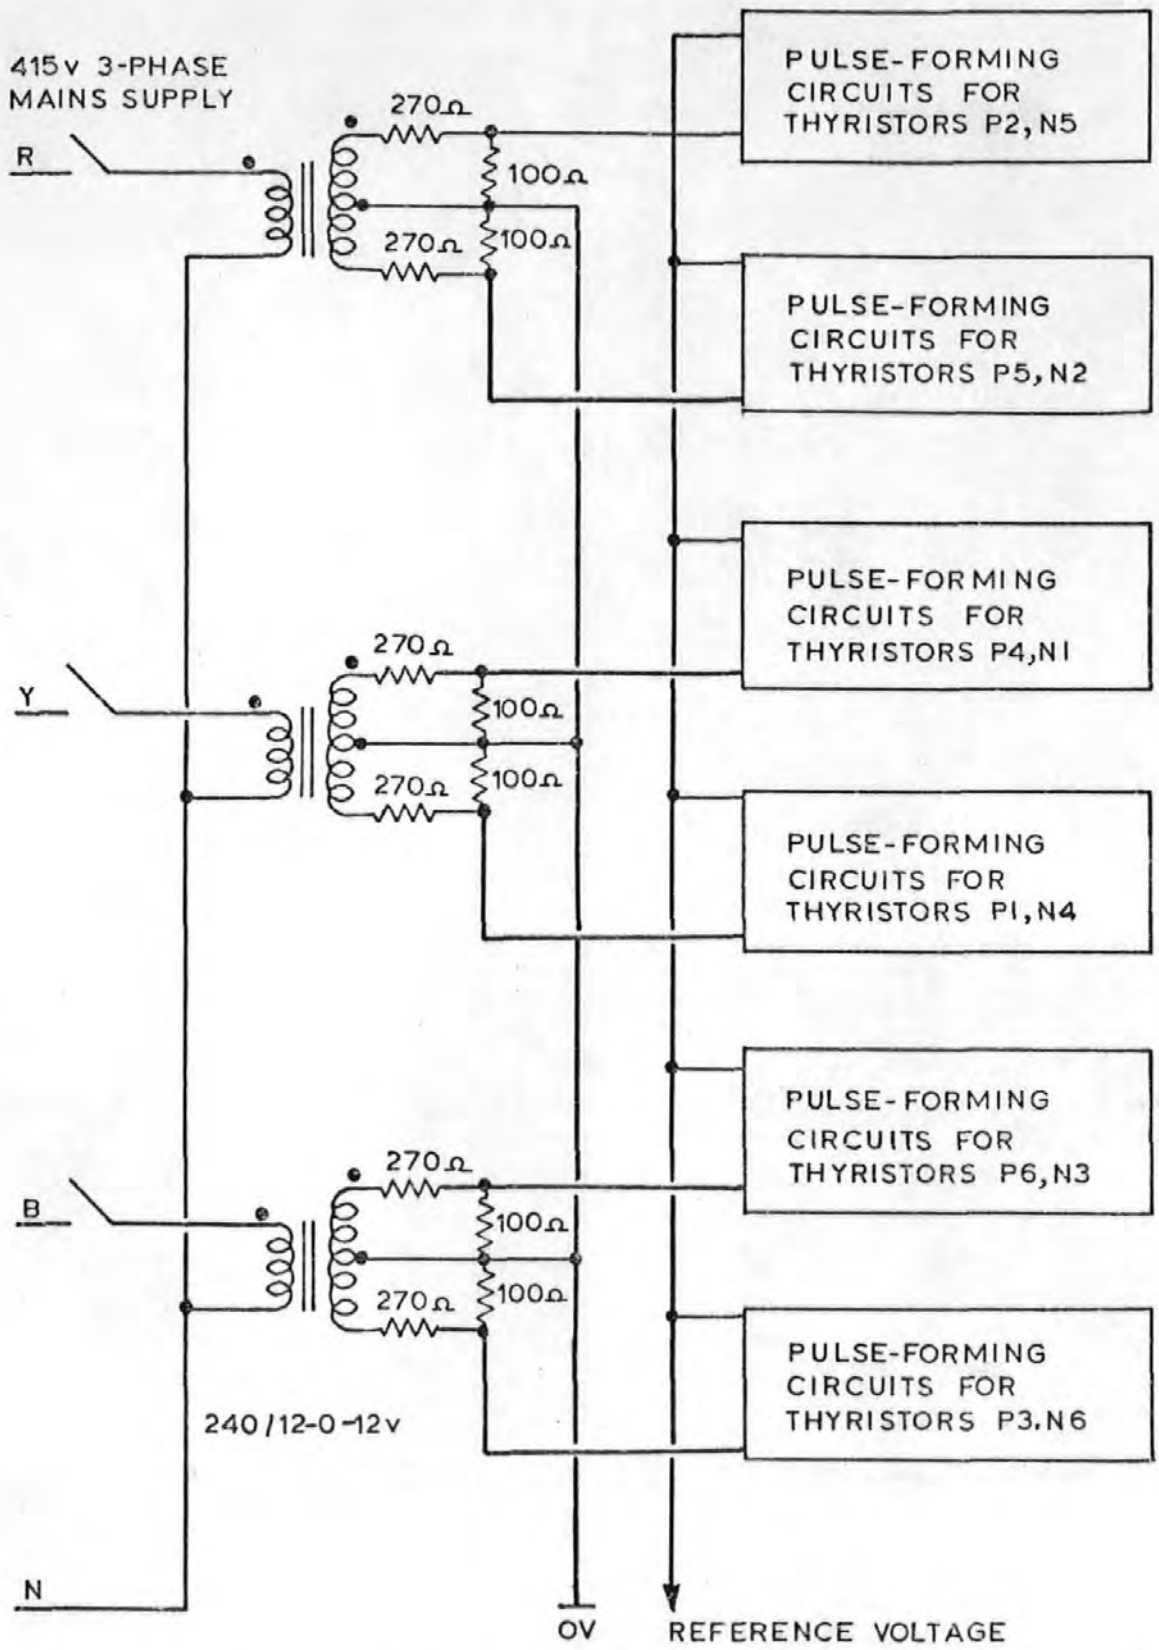 415v 3-PHASE
MAINS SUPPLY
R
270Ω
100Ω
270Ω
100Ω
PULSE-FORMING
CIRCUITS FOR
THYRISTORS P2, N5
PULSE-FORMING
CIRCUITS FOR
THYRISTORS P5, N2
Y
270Ω
100Ω
270Ω
100Ω
PULSE-FORMING
CIRCUITS FOR
THYRISTORS P4, N1
PULSE-FORMING
CIRCUITS FOR
THYRISTORS P1, N4
B
270Ω
100Ω
270Ω
100Ω
PULSE-FORMING
CIRCUITS FOR
THYRISTORS P6, N3
PULSE-FORMING
CIRCUITS FOR
THYRISTORS P3. N6
240/12-0-12v
N
OV
REFERENCE VOLTAGE